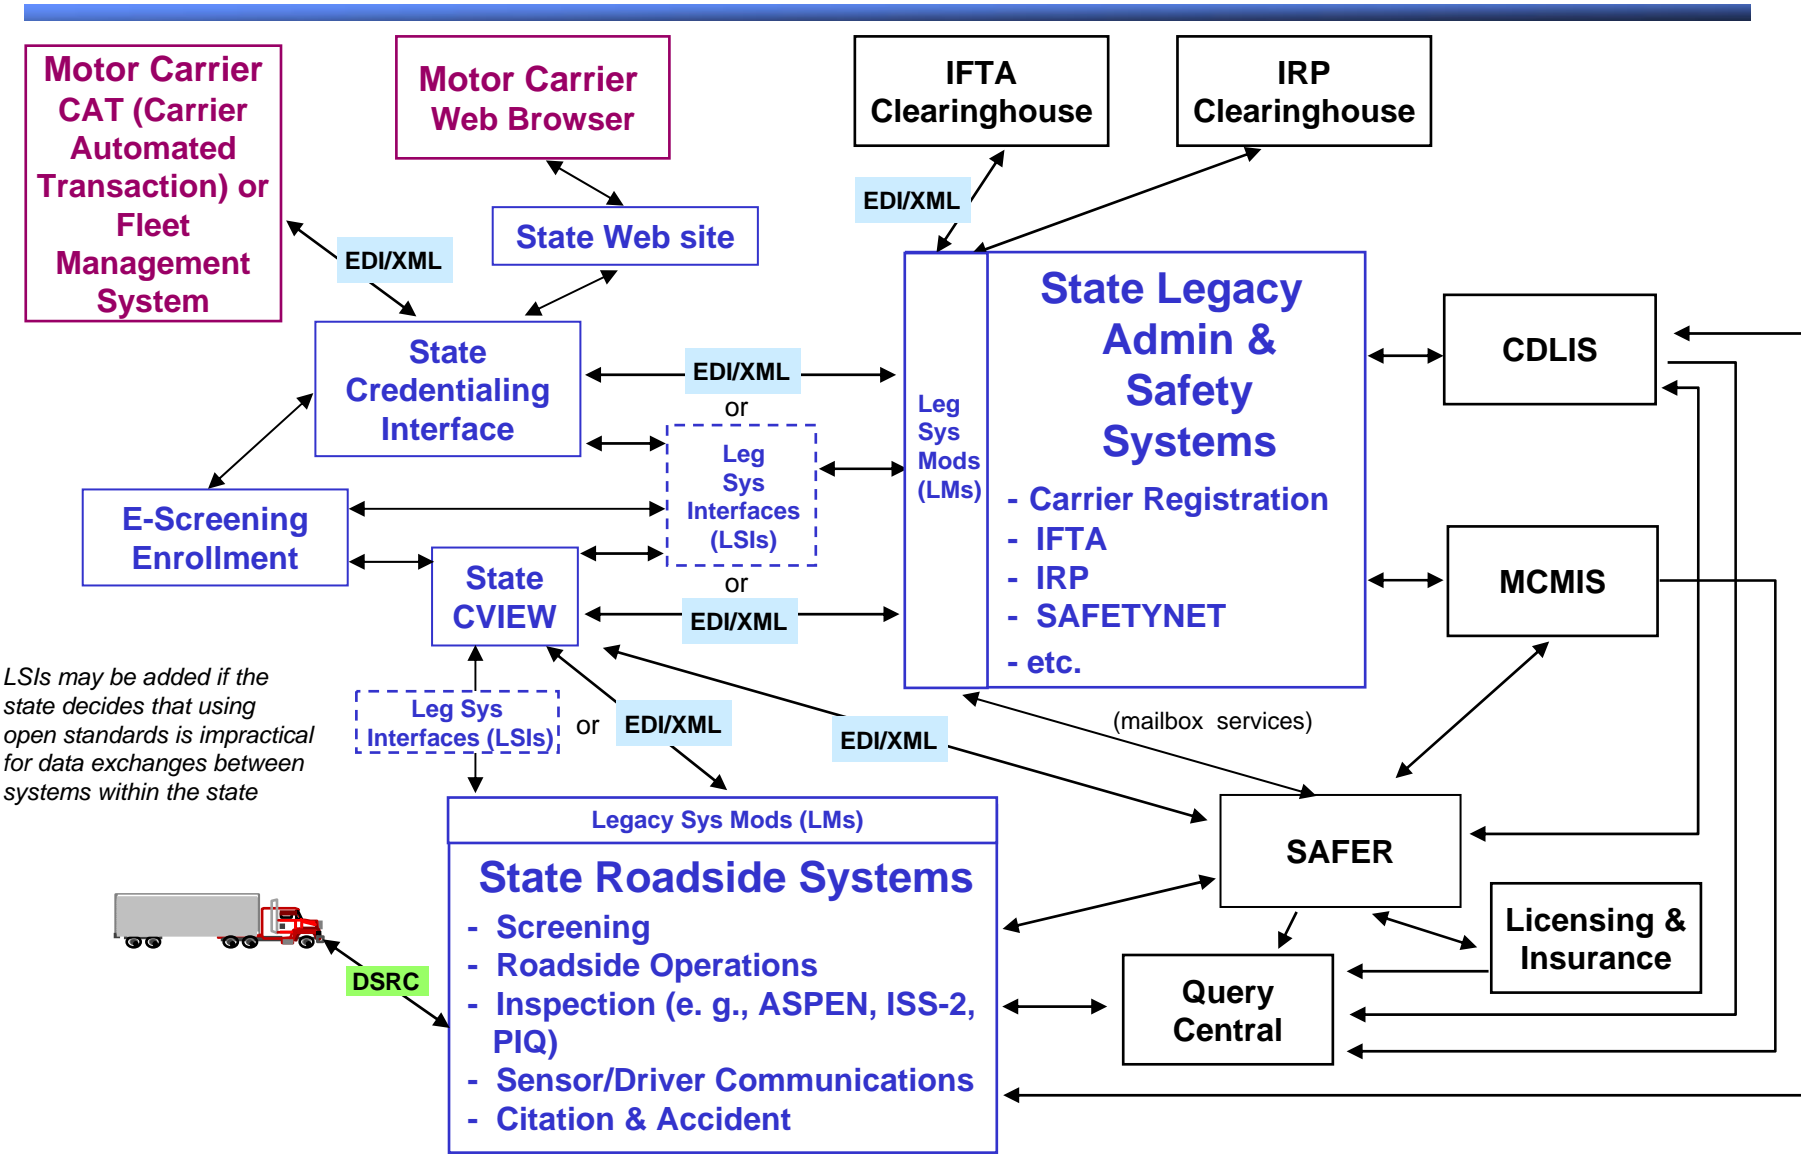 Motor Carrier
CAT (Carrier
Automated
Transaction) or
Fleet
Management
System
Motor Carrier
Web Browser
IFTA
Clearinghouse
IRP
Clearinghouse
EDI/XML
State Web site
EDI/XML
State
Credentialing
Interface
EDI/XML
or
Leg
Sys
Interfaces
(LSIs)
or
EDI/XML
Leg
Sys
Mods
(LMs)
State Legacy
Admin &
Safety
Systems
- Carrier Registration
- IFTA
- IRP
- SAFETYNET
- etc.
CDLIS
MCMIS
E-Screening
Enrollment
State
CVIEW
LSIs may be added if the
state decides that using
open standards is impractical
for data exchanges between
systems within the state
Leg Sys
Interfaces (LSIs)
or
EDI/XML
EDI/XML
(mailbox services)
Legacy Sys Mods (LMs)
State Roadside Systems
- Screening
- Roadside Operations
- Inspection (e. g., ASPEN, ISS-2,
PIQ)
- Sensor/Driver Communications
- Citation & Accident
DSRC
SAFER
Licensing &
Insurance
Query
Central